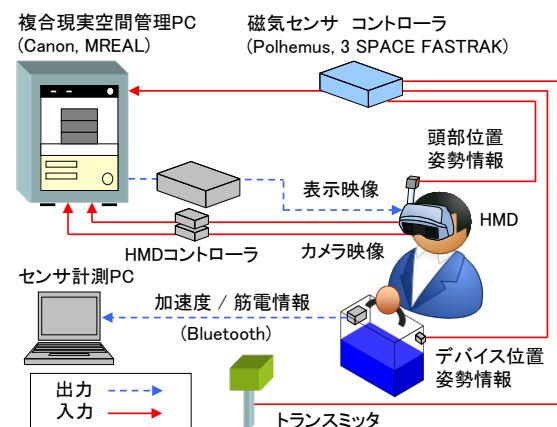 複合現実空間管理PC
(Canon, MREAL)
磁気センサ コントローラ
(Polhemus, 3 SPACE FASTRAK)
頭部位置
姿勢情報
表示映像
HMD
HMDコントローラ
カメラ映像
センサ計測PC
加速度 / 筋電情報
(Bluetooth)
デバイス位置
姿勢情報
出力
入力
トランスミッタ